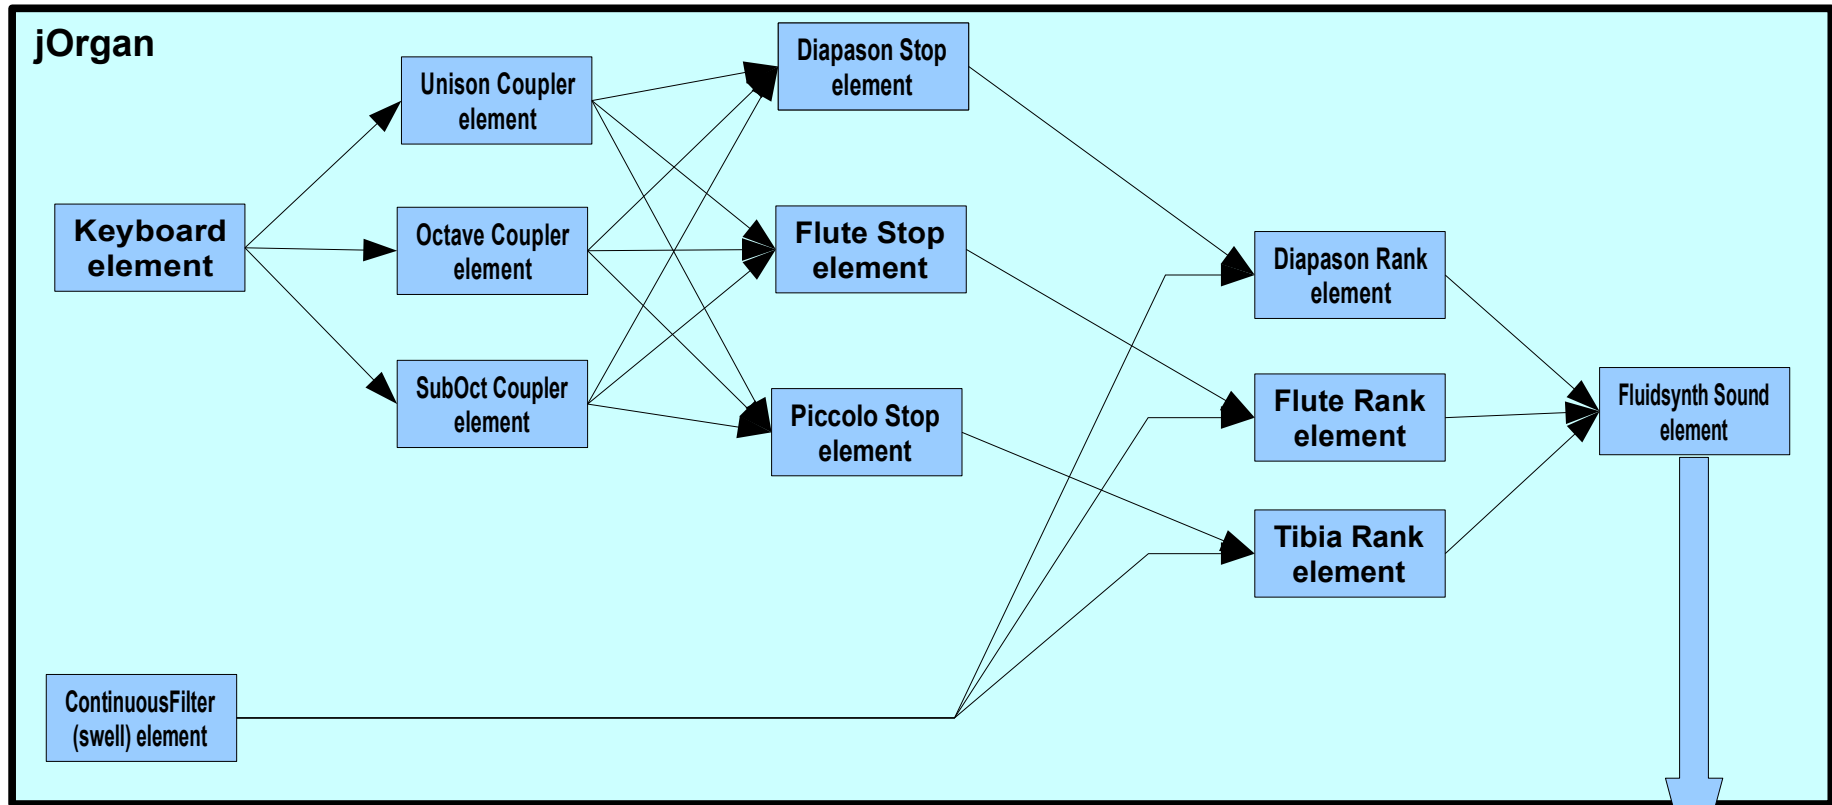 jOrgan
Keyboard
element
Unison Coupler
element
Octave Coupler
element
SubOct Coupler
element
Diapason Stop
element
Flute Stop
element
Piccolo Stop
element
Diapason Rank
element
Flute Rank
element
Tibia Rank
element
Fluidsynth Sound
element
ContinuousFilter
(swell) element